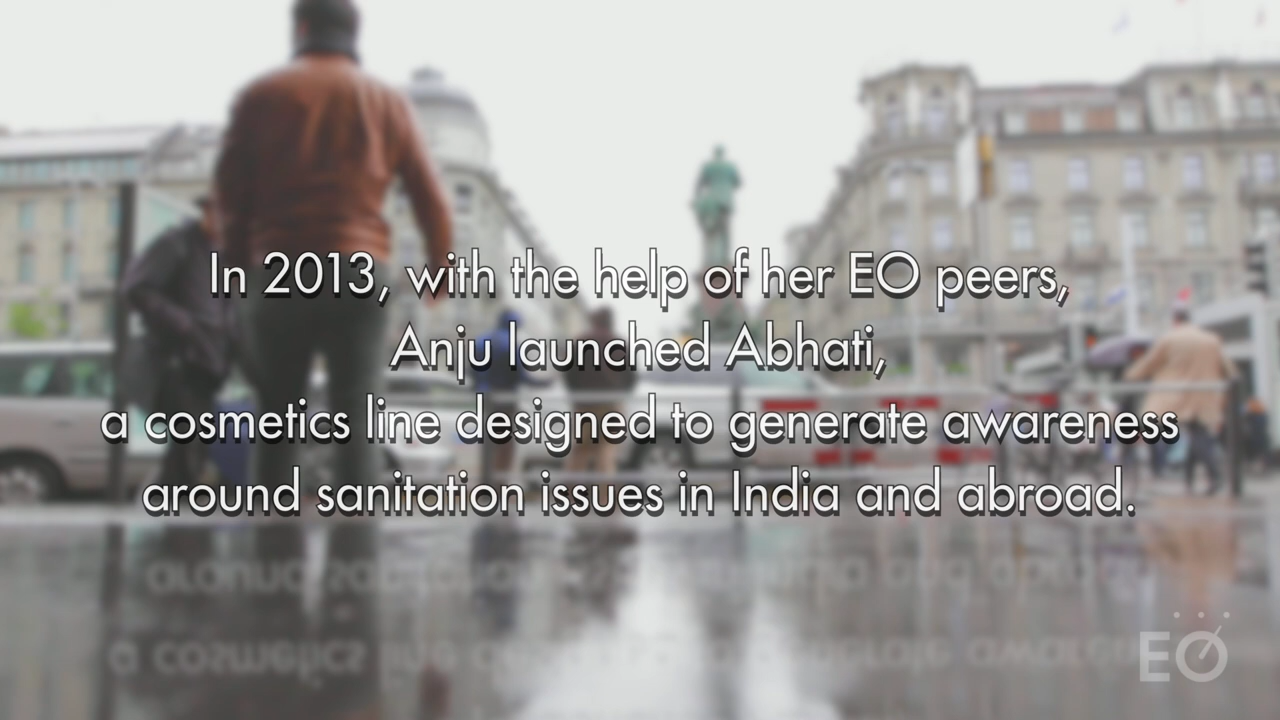 In 2013, with the help of her EO peers,
Anju launched Abhati,
a cosmetics line designed to generate awareness
around sanitation issues in India and abroad.
EO